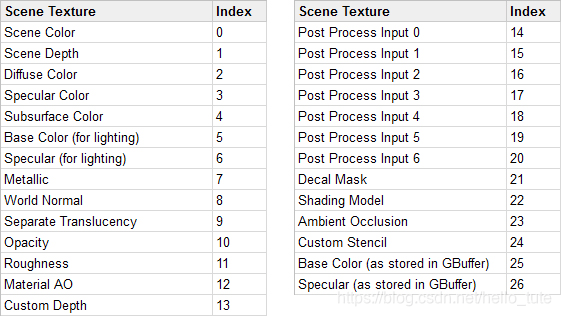 Scene Texture Index
Scene Color 0
Scene Depth 1
Diffuse Color 2
Specular Color 3
Subsurface Color 4
Base Color (for lighting) 5
Specular (for lighting) 6
Metallic 7
World Normal 8
Separate Translucency 9
Opacity 10
Roughness 11
Material AO 12
Custom Depth 13
Scene Texture Index
Post Process Input 0 14
Post Process Input 1 15
Post Process Input 2 16
Post Process Input 3 17
Post Process Input 4 18
Post Process Input 5 19
Post Process Input 6 20
Decal Mask 21
Shading Model 22
Ambient Occlusion 23
Custom Stencil 24
Base Color (as stored in GBuffer) 25
Specular (as stored in GBuffer) 26
https://blog.csdn.net/hello_tute